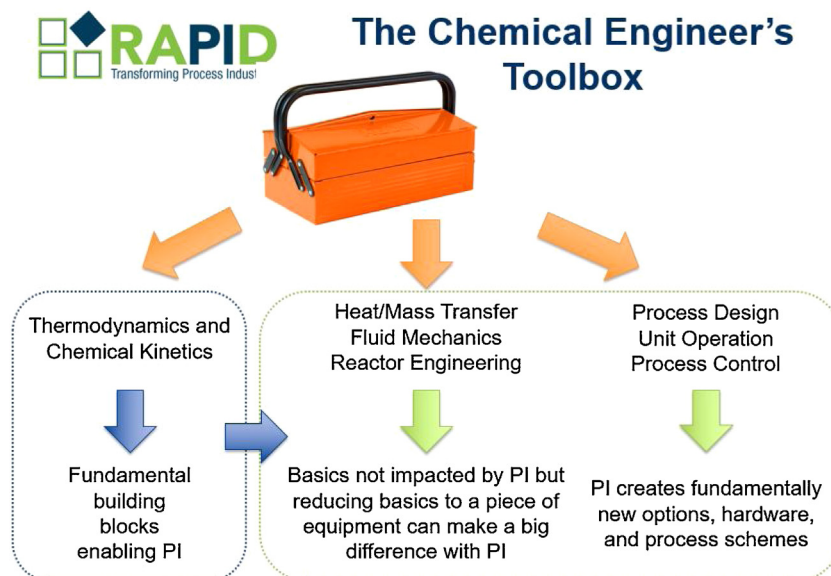 RAPID
Transforming Process Indust
The Chemical Engineer's
Toolbox
Thermodynamics and
Chemical Kinetics
Heat/Mass Transfer
Fluid Mechanics
Reactor Engineering
Process Design
Unit Operation
Process Control
Fundamental
building
blocks
enabling PI
Basics not impacted by PI but
reducing basics to a piece of
equipment can make a big
difference with PI
PI creates fundamentally
new options, hardware,
and process schemes